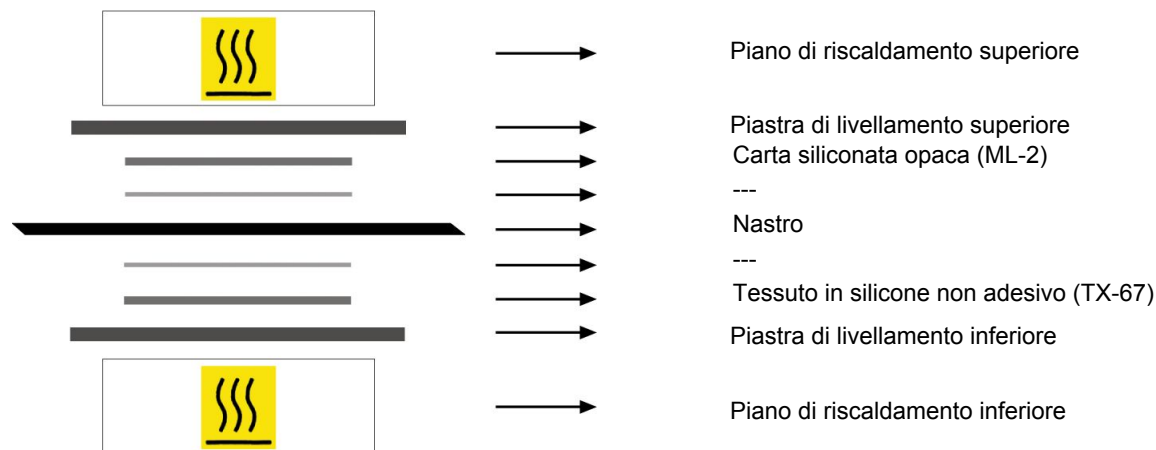 Piano di riscaldamento superiore
Piastra di livellamento superiore
Carta siliconata opaca (ML-2)
---
Nastro
---
Tessuto in silicone non adesivo (TX-67)
Piastra di livellamento inferiore
Piano di riscaldamento inferiore